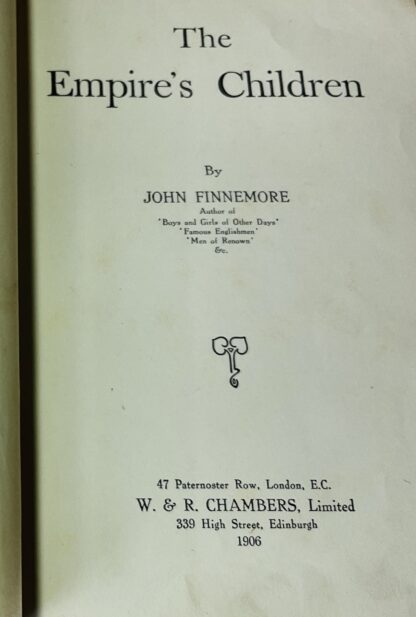 The
Empire's Children
By
JOHN FINNEMORE
Author of
'Boys and Girls of Other Days'
'Famous Englishmen'
'Men of Renown'
&c.
47 Paternoster Row, London, E.C.
W. & R. CHAMBERS, Limited
339 High Street, Edinburgh
1906